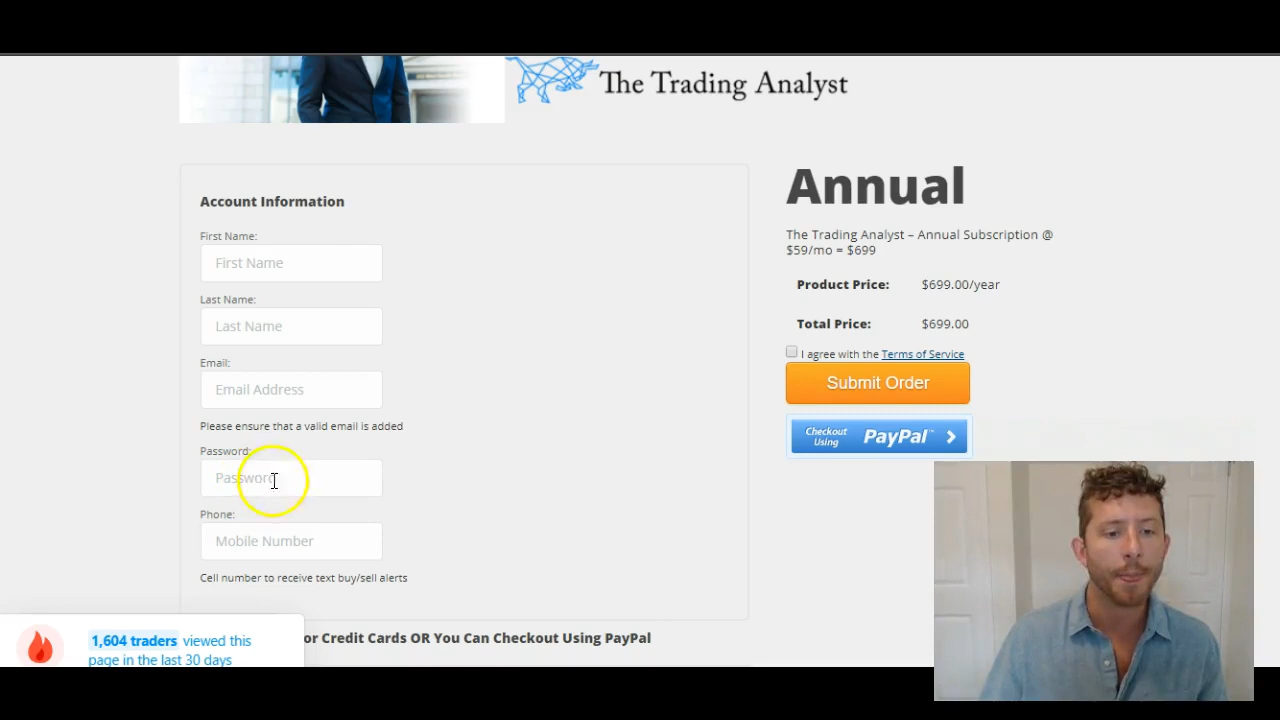 The Trading Analyst
Account Information
First Name:
First Name
Last Name:
Last Name
Email:
Email Address
Please ensure that a valid email is added
Password:
Password
Phone:
Mobile Number
Cell number to receive text buy/sell alerts
or Credit Cards OR You Can Checkout Using PayPal
1,604 traders viewed this
page in the last 30 days
Annual
The Trading Analyst – Annual Subscription @
$59/mo = $699
Product Price: $699.00/year
Total Price: $699.00
I agree with the Terms of Service
Submit Order
Checkout
Using
PayPal™